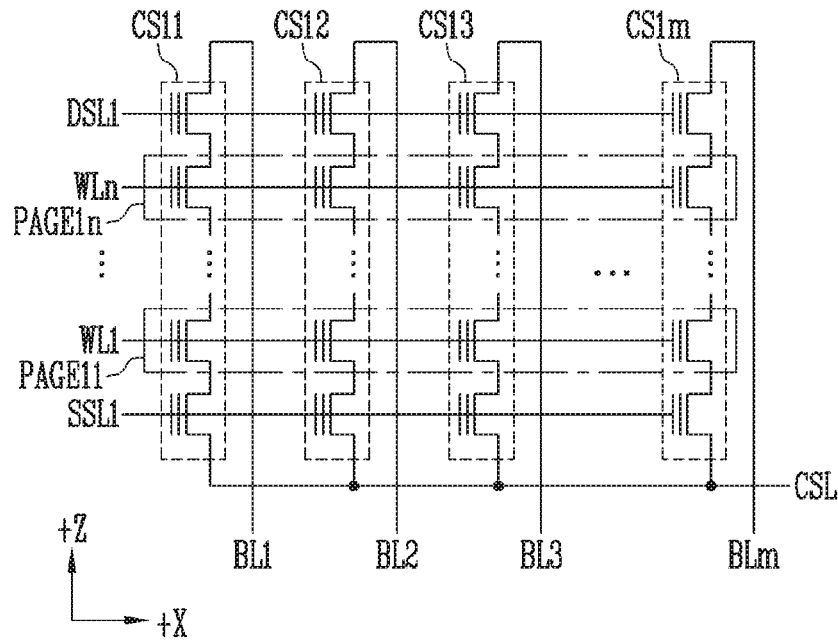 CS11 CS12 CS13 CS1m
DSL1
WLn
PAGE1n
WL1
PAGE11
SSL1
CSL
BL1 BL2 BL3 BLm
+Z
+X